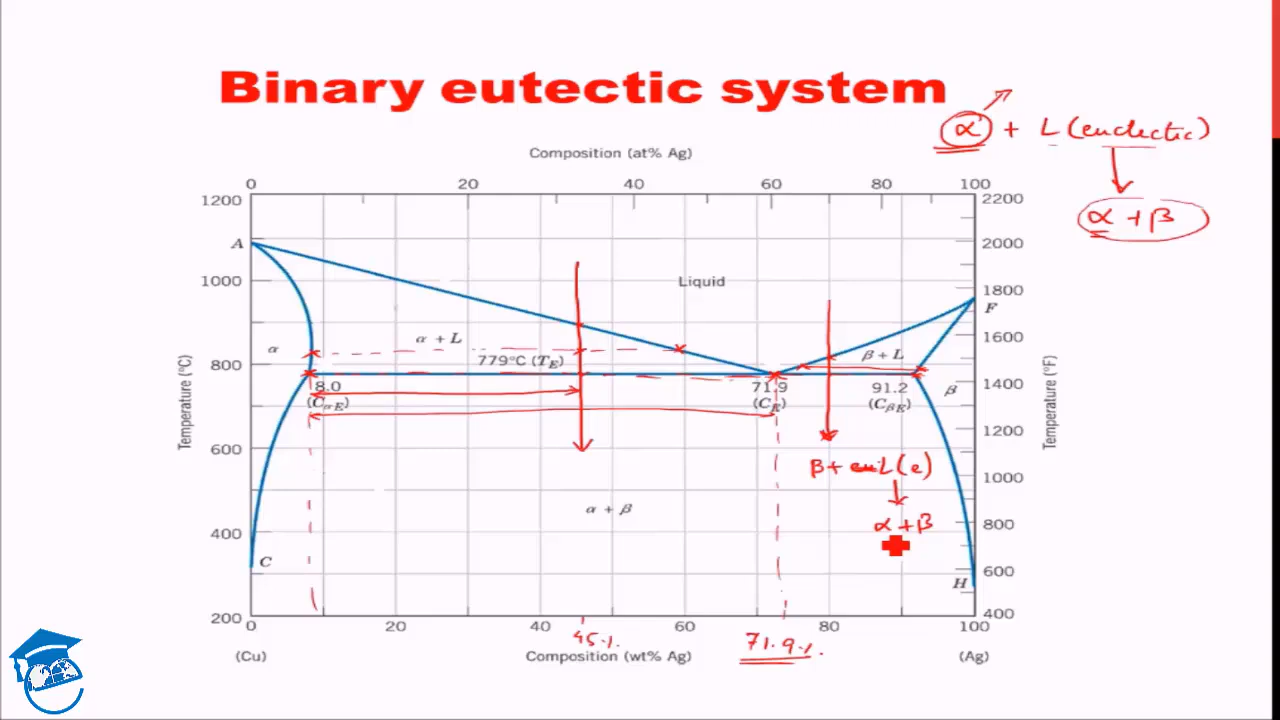 Binary eutectic system
α' + L (eutectic)
α + β
Composition (at% Ag)
0 20 40 60 80 100
1200 2200
A 2000
1000 Liquid 1800
F
α α + L 1600
800 779°C (T_E) β + L
1400
8.0 71.9 91.2 β
(C_αE) (C_E) (C_βE)
1200
Temperature (°C) Temperature (°F)
600 β + L (e) 1000
α + β α + β 800
400
C 600
H
200 400
0 20 40 60 80 100
45% 71.9%
(Cu) Composition (wt% Ag) (Ag)